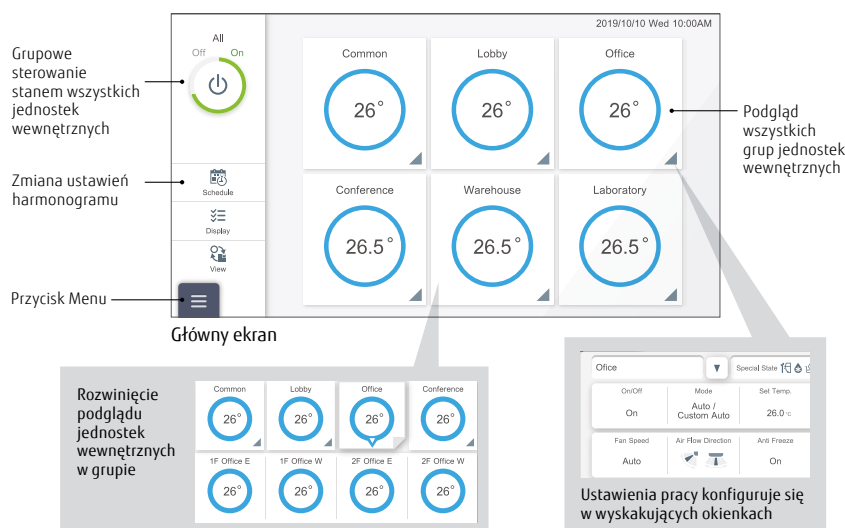 2019/10/10 Wed 10:00AM
All
Off On
Grupowe
sterowanie
stanem wszystkich
jednostek
wewnętrznych
Common
Lobby
Office
26°
26°
26°
Podgląd
wszystkich
grup jednostek
wewnętrznych
Zmiana ustawień
harmonogramu
Schedule
Display
View
Conference
Warehouse
Laboratory
26.5°
26.5°
26.5°
Przycisk Menu
Główny ekran
Rozwinięcie
podglądu
jednostek
wewnętrznych
w grupie
Common
Lobby
Office
Conference
26°
26°
26°
26°
1F Office E
1F Office W
2F Office E
2F Office W
26°
26°
26°
26°
Ofice
Special State
On/Off
Mode
Set Temp.
On
Auto /
Custom Auto
26.0 °C
Fan Speed
Air Flow Direction
Anti Freeze
Auto
On
Ustawienia pracy konfiguruje się
w wyskakujących okienkach